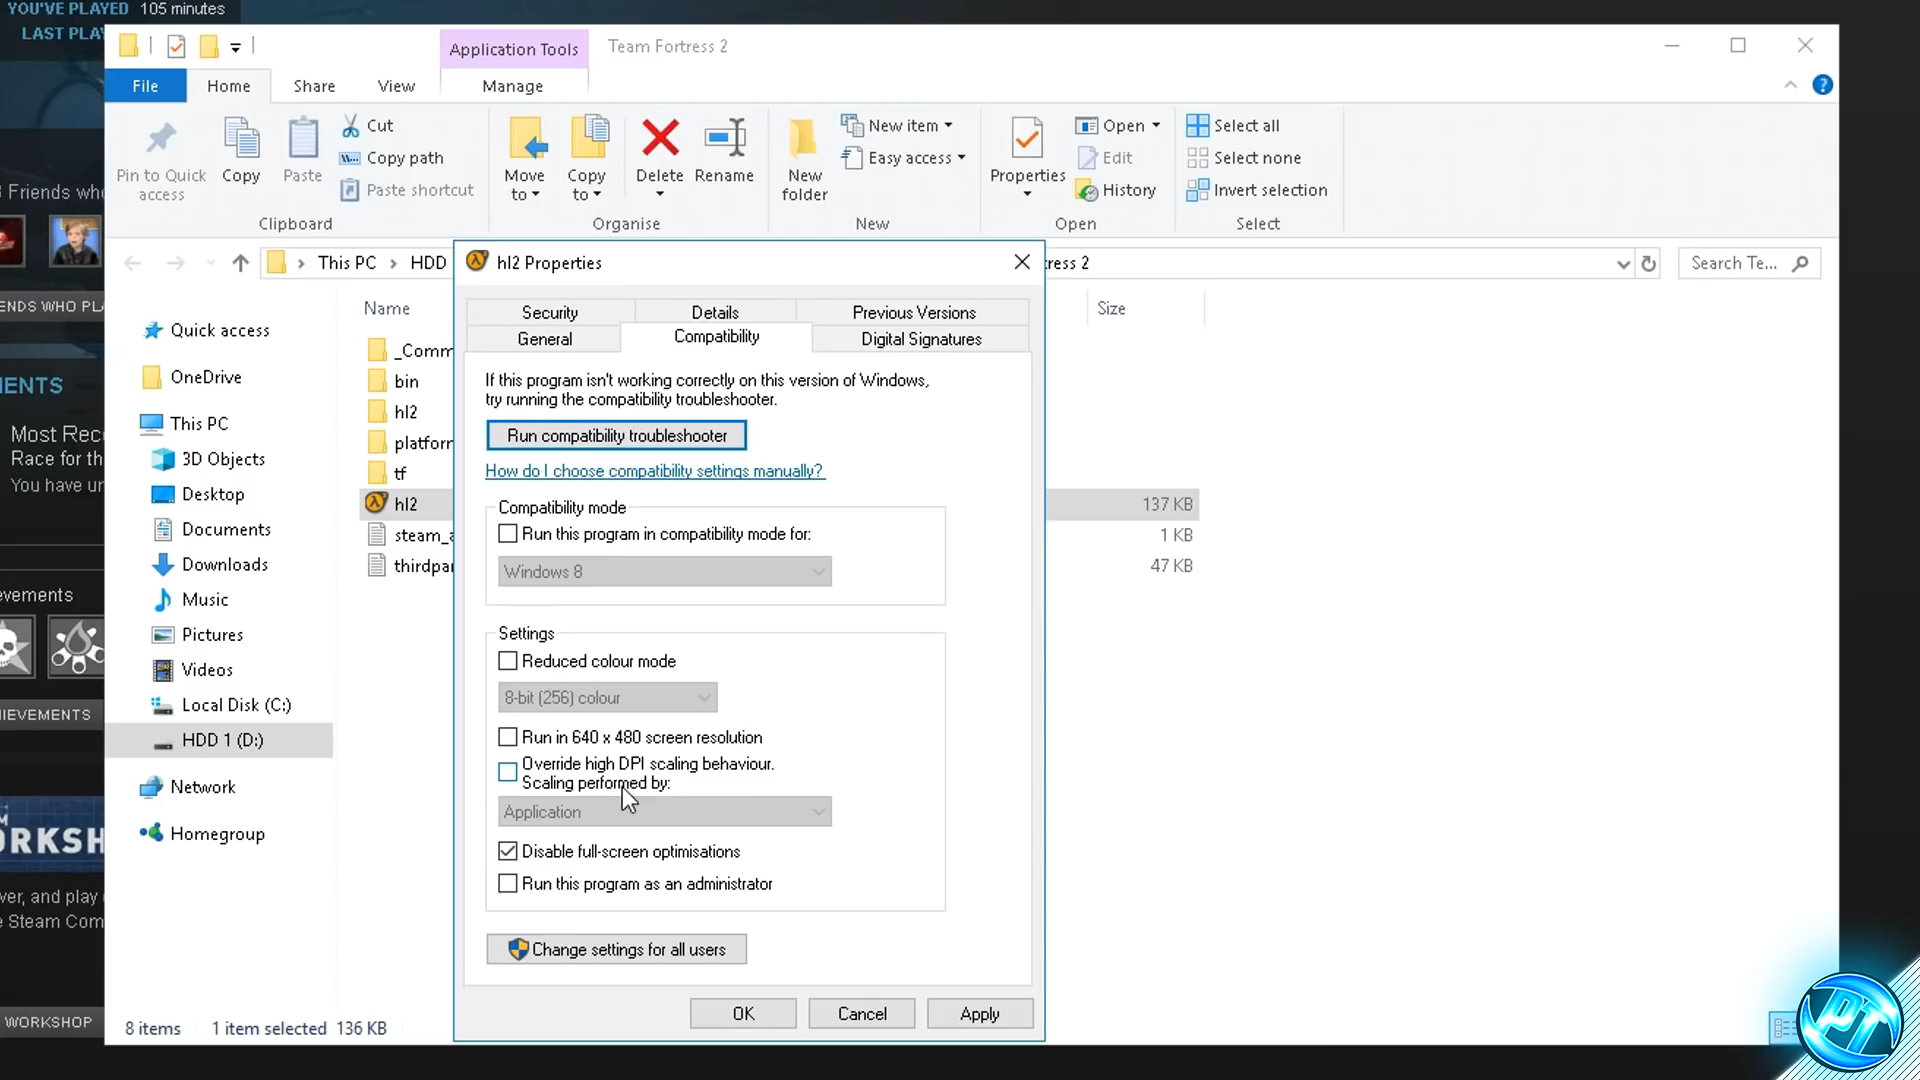 YOU'VE PLAYED 105 minutes
LAST PLA
Application Tools
Team Fortress 2
File
Home
Share
View
Manage
Pin to Quick access
Copy
Paste
Cut
Copy path
Paste shortcut
Clipboard
Move to
Copy to
Delete
Rename
Organise
New folder
New item
Easy access
New
Properties
Open
Edit
History
Open
Select all
Select none
Invert selection
Select
This PC
HDD
tress 2
Search Te...
Friends who
ENDS WHO PL
ENTS
Most Rec
Race for th
You have un
evements
IEVEMENTS
ORKSH
ver, and play
e Steam Com
WORKSHOP
Quick access
OneDrive
This PC
3D Objects
Desktop
Documents
Downloads
Music
Pictures
Videos
Local Disk (C:)
HDD 1 (D:)
Network
Homegroup
Name
Size
_Comm
bin
hl2
platform
tf
hl2
137 KB
steam_a
1 KB
thirdpar
47 KB
hl2 Properties
Security
Details
Previous Versions
General
Compatibility
Digital Signatures
If this program isn't working correctly on this version of Windows,
try running the compatibility troubleshooter.
Run compatibility troubleshooter
How do I choose compatibility settings manually?
Compatibility mode
Run this program in compatibility mode for:
Windows 8
Settings
Reduced colour mode
8-bit (256) colour
Run in 640 x 480 screen resolution
Override high DPI scaling behaviour.
Scaling performed by:
Application
Disable full-screen optimisations
Run this program as an administrator
Change settings for all users
OK
Cancel
Apply
8 items
1 item selected 136 KB
PT